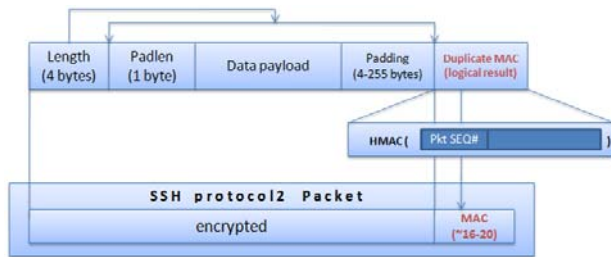 Length
(4 bytes)
Padlen
(1 byte)
Data payload
Padding
(4-255 bytes)
Duplicate MAC
(logical result)
HMAC( Pkt SEQ# )
SSH protocol2 Packet
encrypted
MAC
(~16-20)